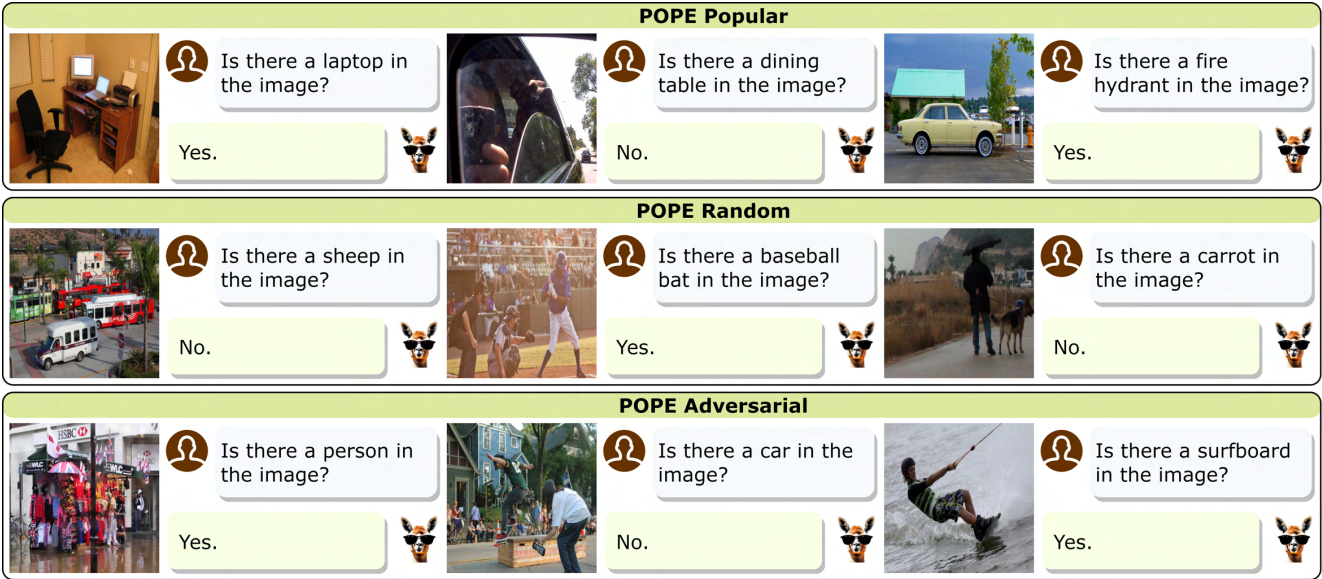 POPE Popular
Is there a laptop in
the image?
Yes.
Is there a dining
table in the image?
No.
Is there a fire
hydrant in the image?
Yes.
POPE Random
Is there a sheep in
the image?
No.
Is there a baseball
bat in the image?
Yes.
Is there a carrot in
the image?
No.
POPE Adversarial
HSBC
WLC
WLC
Is there a person in
the image?
Yes.
Is there a car in the
image?
No.
Is there a surfboard
in the image?
Yes.